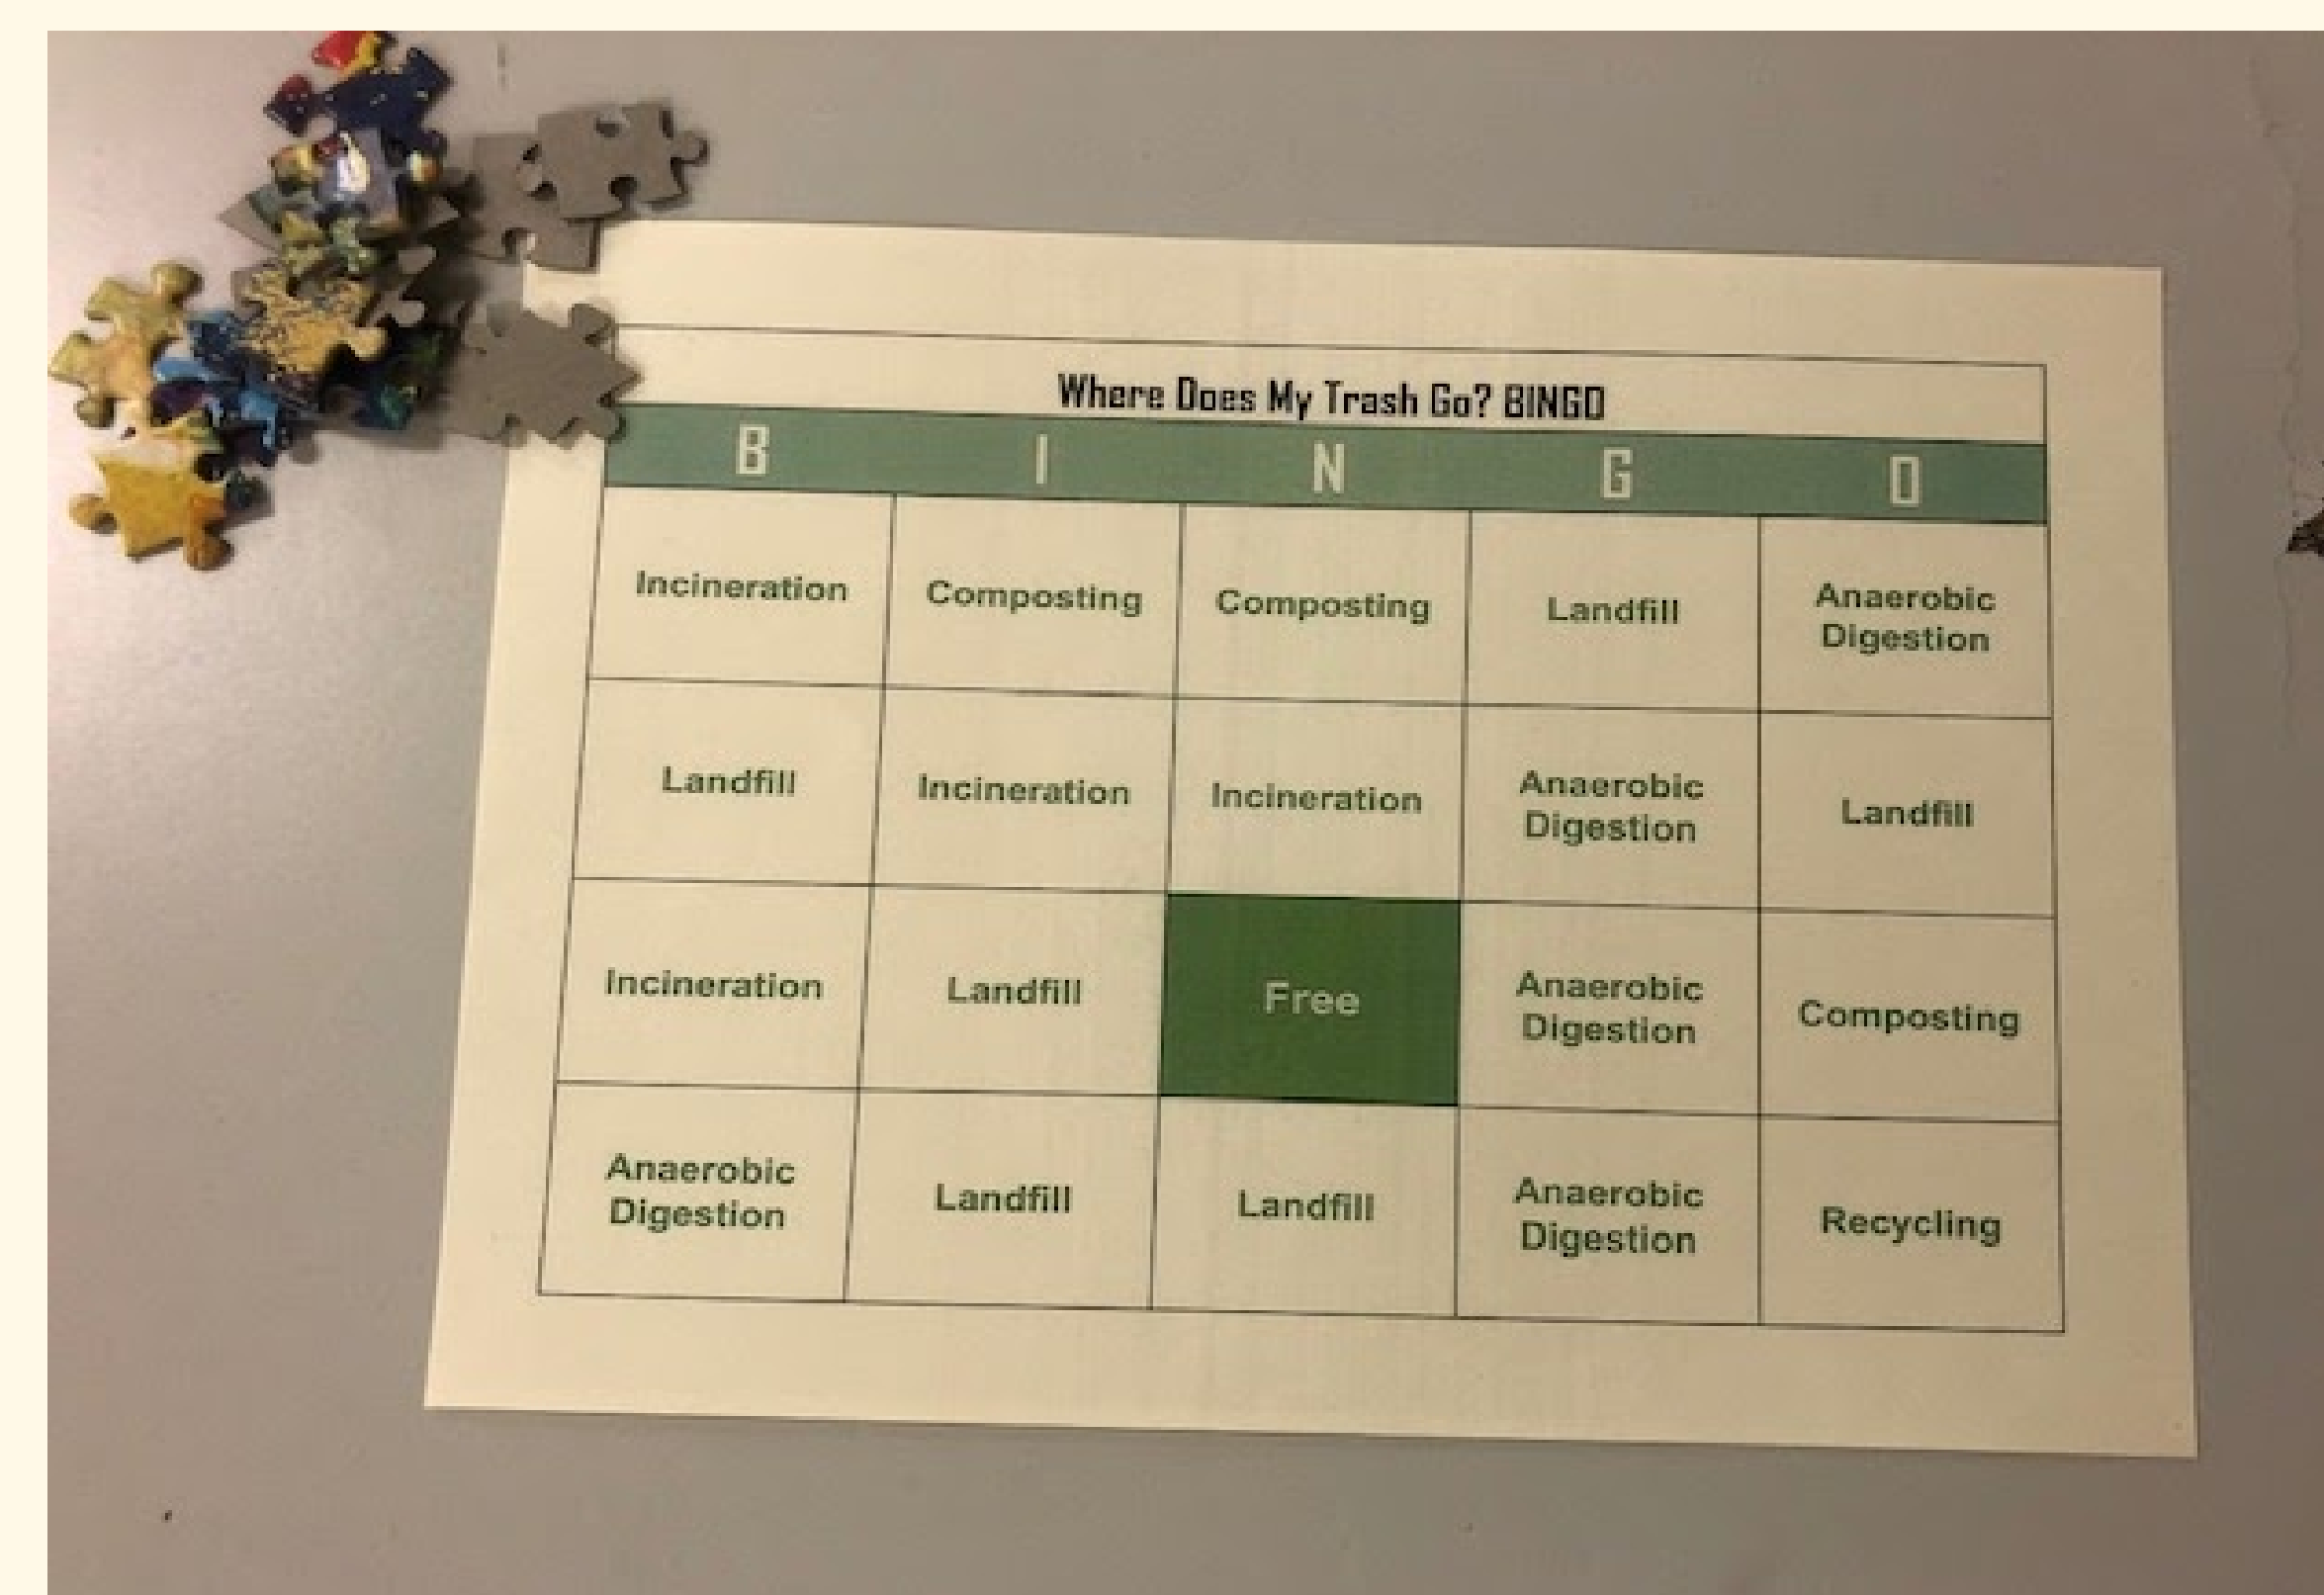 Where Does My Trash Go? BINGO
B I N G O
Incineration Composting Composting Landfill Anaerobic Digestion
Landfill Incineration Incineration Anaerobic Digestion Landfill
Incineration Landfill Free Anaerobic Digestion Composting
Anaerobic Digestion Landfill Landfill Anaerobic Digestion Recycling